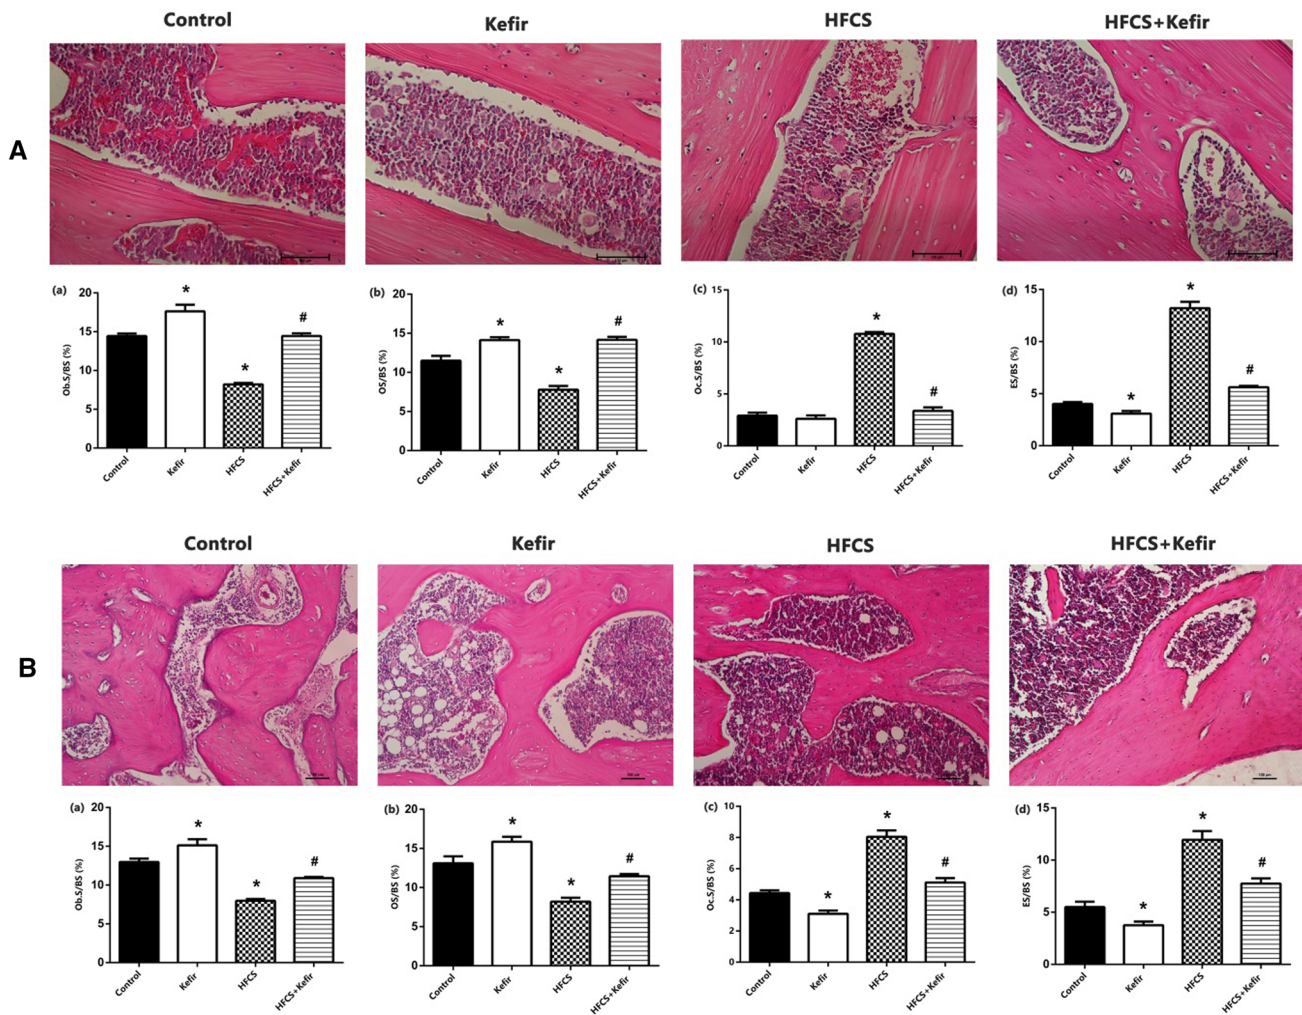 Control Kefir HFCS HFCS+Kefir
A
(a) (b) (c) (d)
Ob.S/BS (%)
20
15
10
5
0
*
*
#
Control Kefir HFCS HFCS+Kefir
OS/BS (%)
20
15
10
5
0
*
*
#
Control Kefir HFCS HFCS+Kefir
Oc.S/BS (%)
15
10
5
0
*
#
Control Kefir HFCS HFCS+Kefir
ES/BS (%)
15
10
5
0
*
*
#
Control Kefir HFCS HFCS+Kefir
Control Kefir HFCS HFCS+Kefir
B
100 µm
(a) (b) (c) (d)
Ob.S/BS (%)
20
15
10
5
0
*
*
#
Control Kefir HFCS HFCS+Kefir
OS/BS (%)
20
15
10
5
0
*
*
#
Control Kefir HFCS HFCS+Kefir
Oc.S/BS (%)
10
8
6
4
2
0
*
*
#
Control Kefir HFCS HFCS+Kefir
ES/BS (%)
15
10
5
0
*
*
#
Control Kefir HFCS HFCS+Kefir